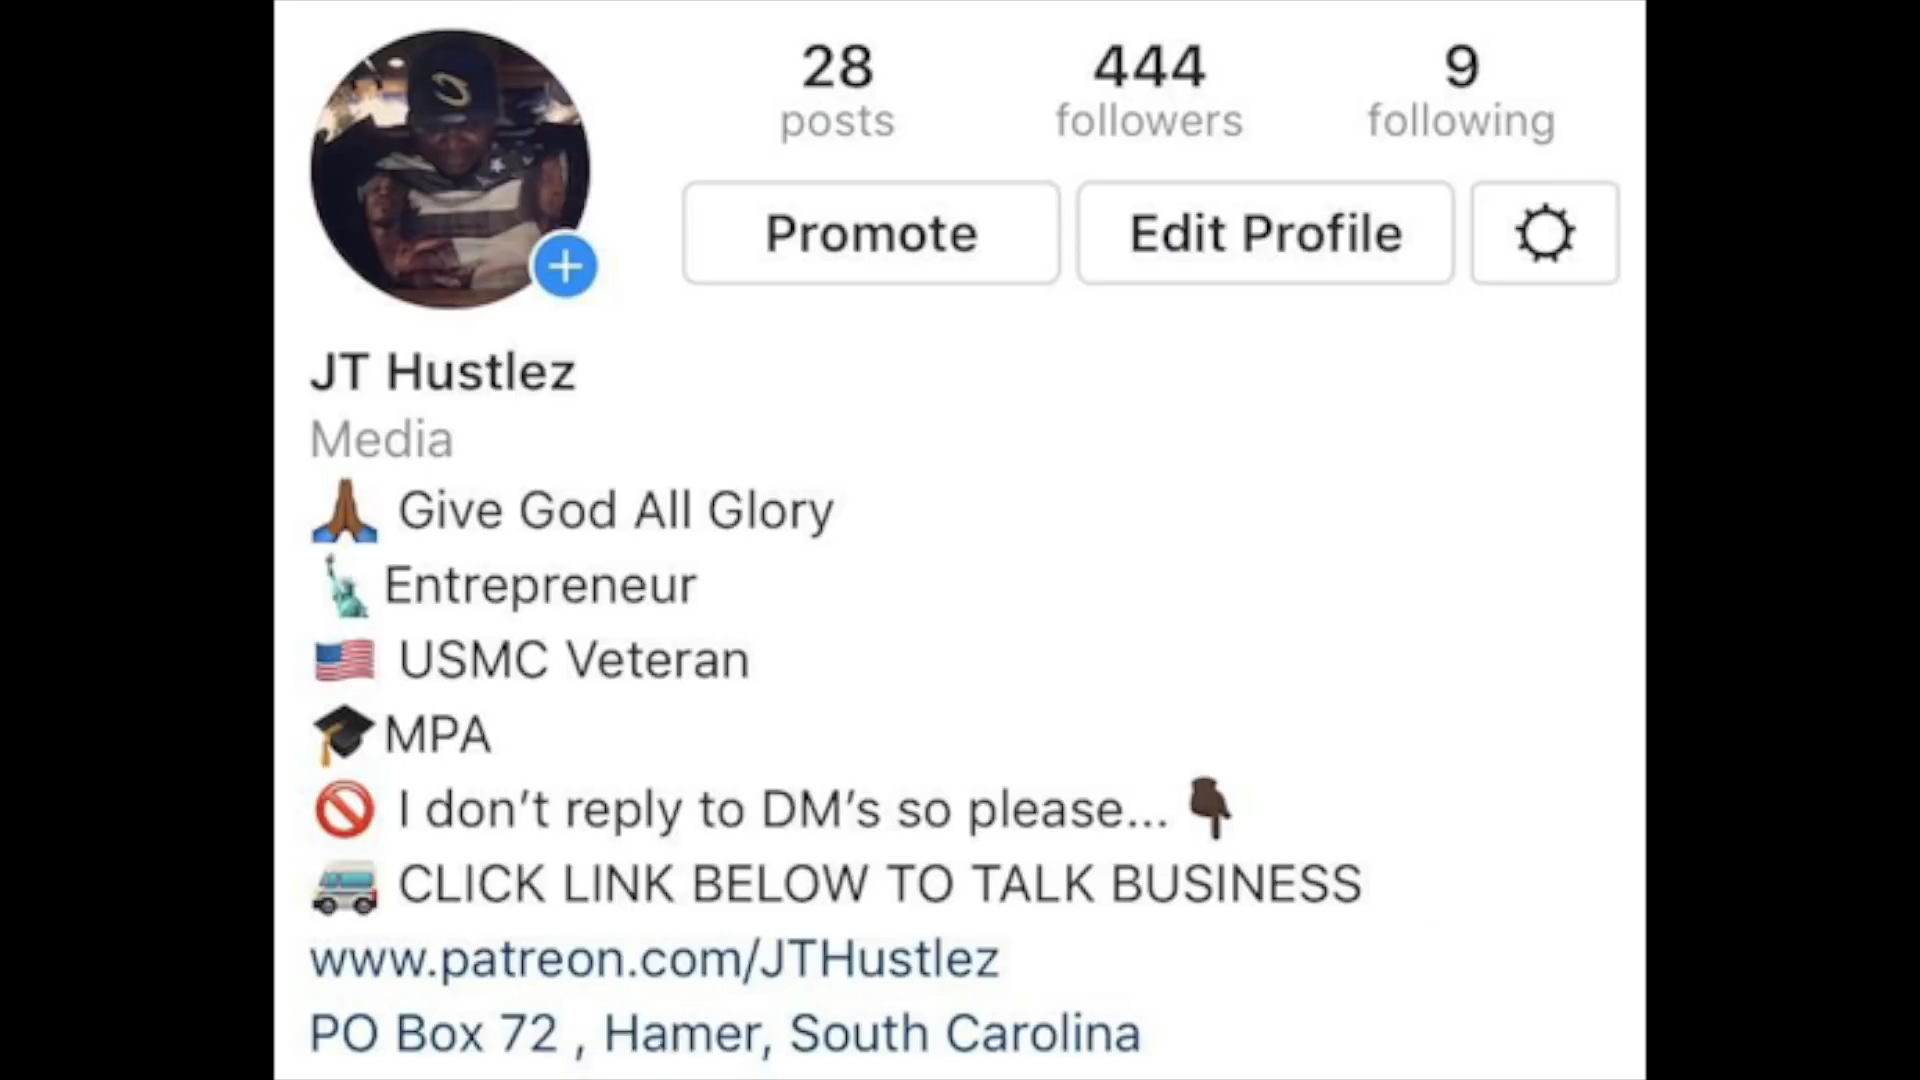 28 444 9
posts followers following
Promote Edit Profile
JT Hustlez
Media
🙏🏾 Give God All Glory
🗽Entrepreneur
🇺🇸 USMC Veteran
🎓MPA
🚫 I don’t reply to DM’s so please... 👇🏿
🚐 CLICK LINK BELOW TO TALK BUSINESS
www.patreon.com/JTHustlez
PO Box 72 , Hamer, South Carolina